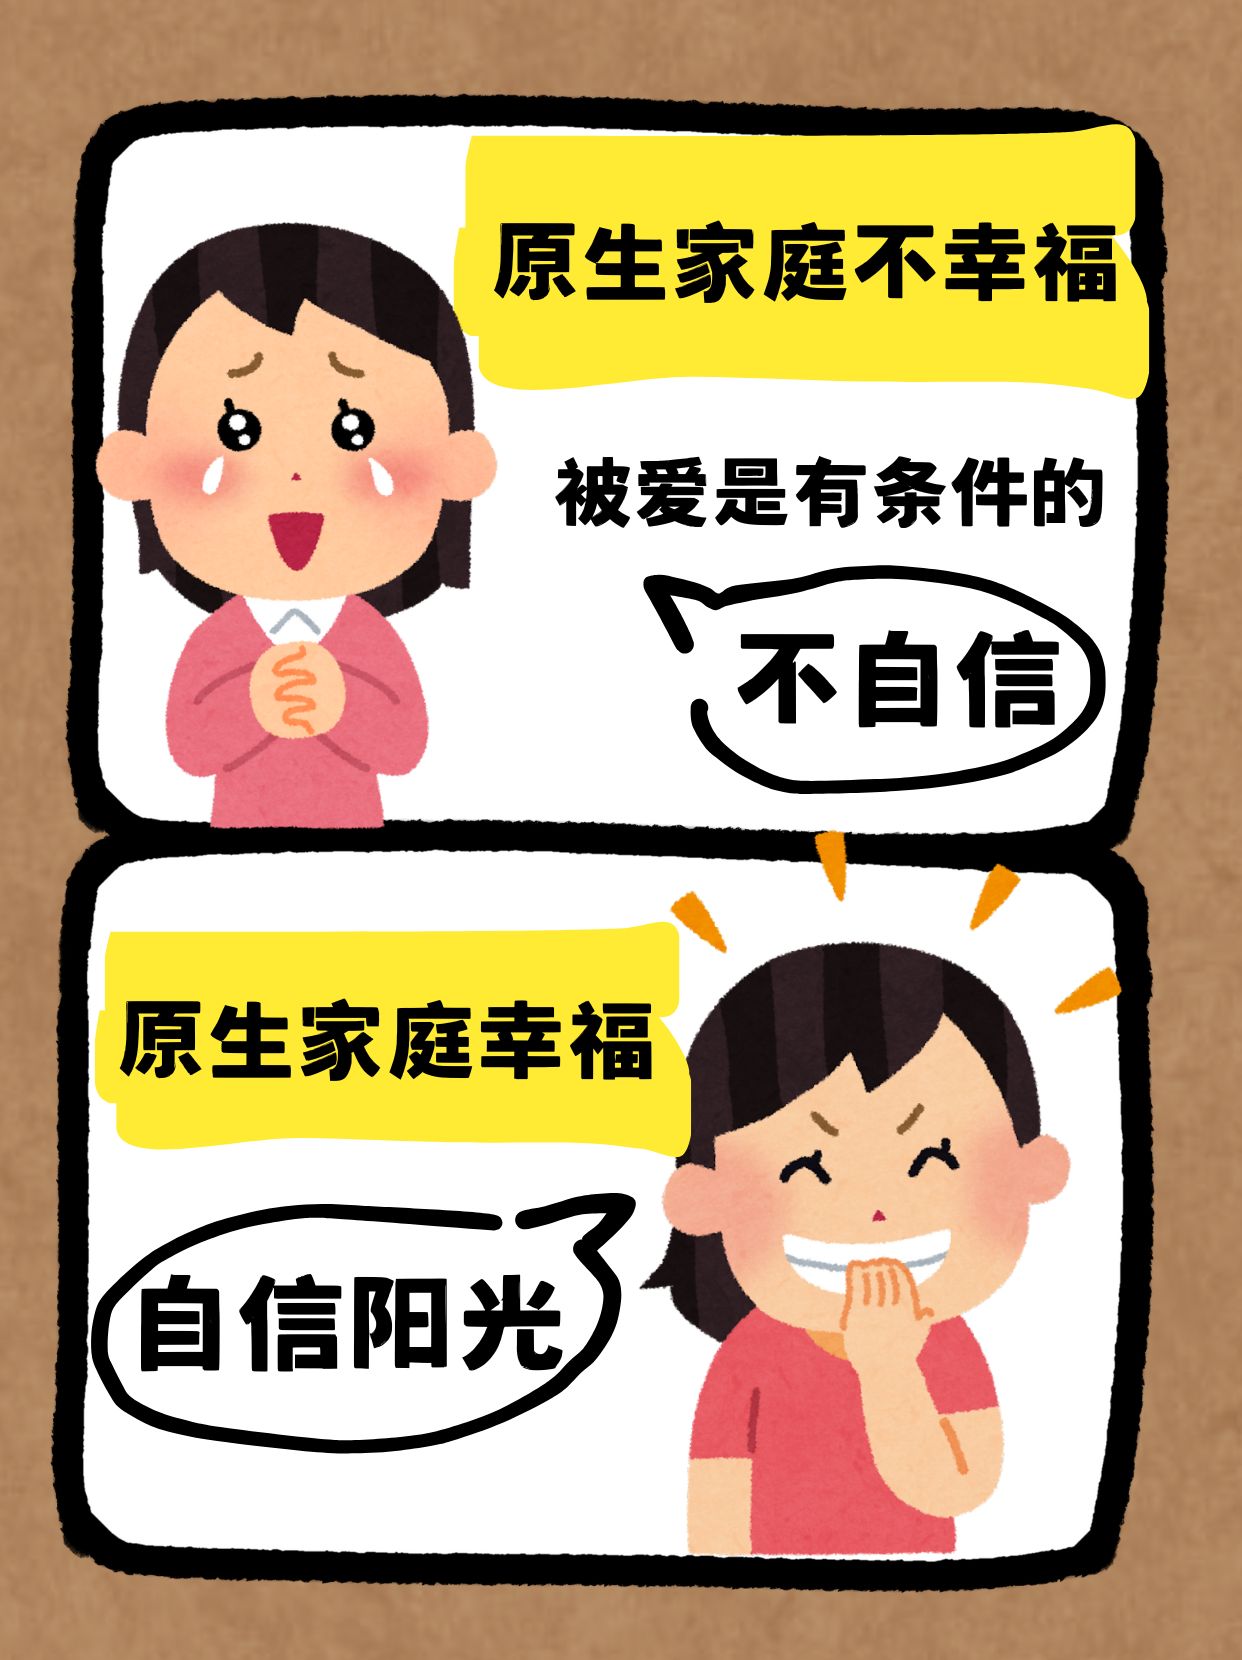 原生家庭不幸福
被爱是有条件的
不自信
原生家庭幸福
自信阳光